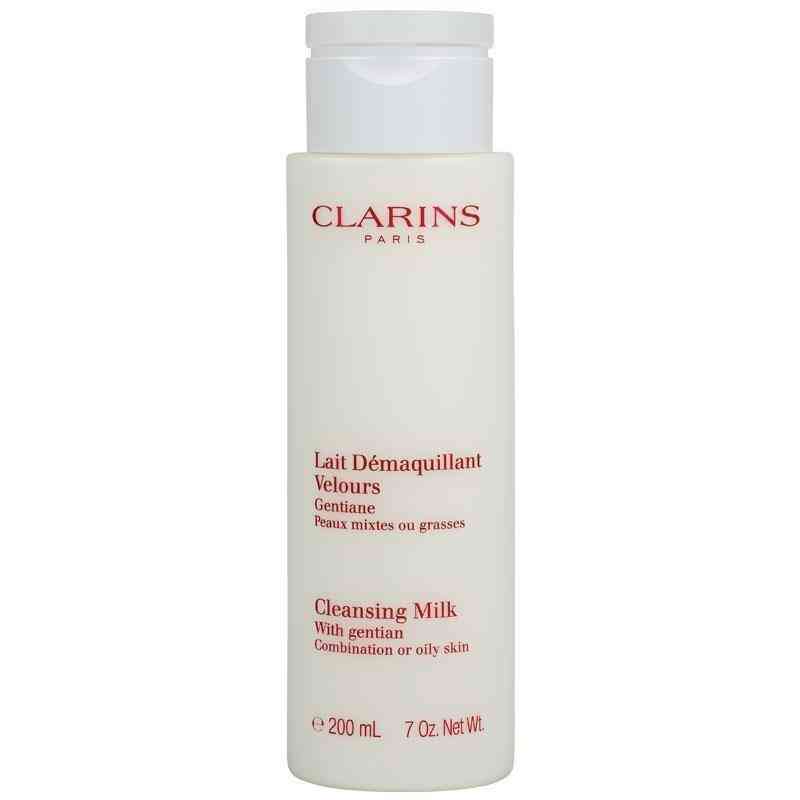 CLARINS
PARIS
Lait Démaquillant
Velours
Gentiane
Peaux mixtes ou grasses
Cleansing Milk
With gentian
Combination or oily skin
℮ 200 mL 7 Oz. Net Wt.